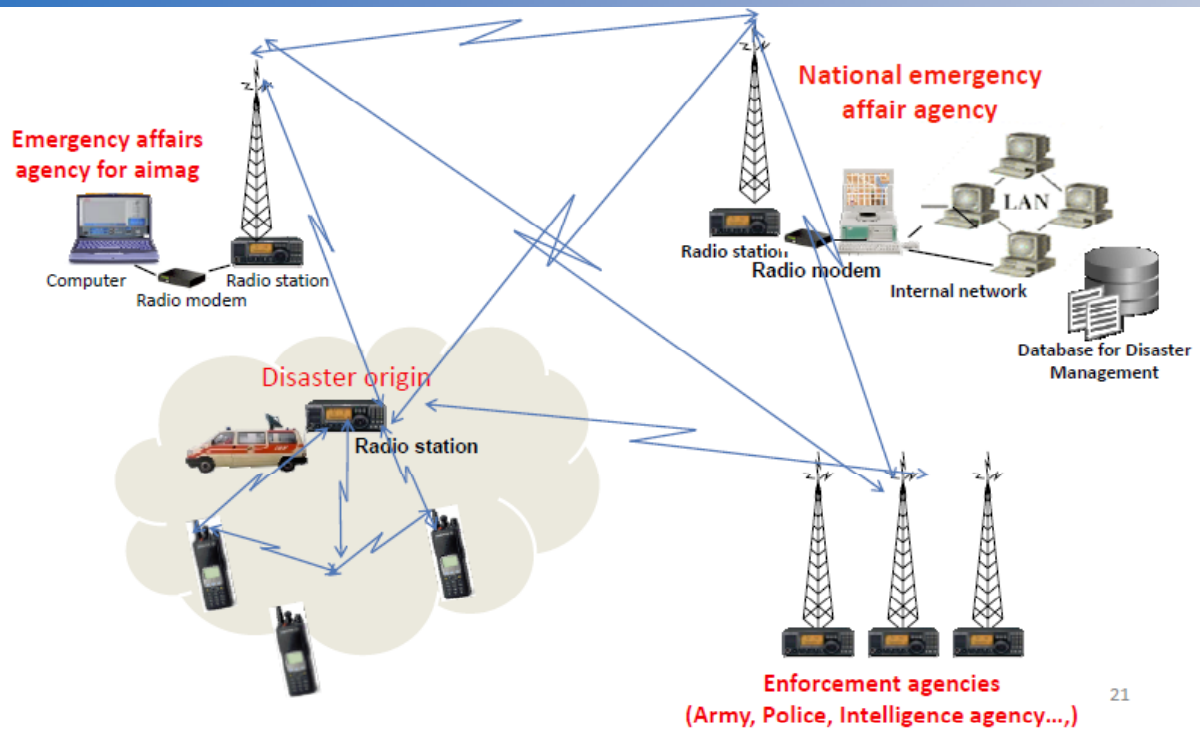 National emergency
affair agency
Emergency affairs
agency for aimag
LAN
Computer
Radio modem
Radio station
Radio station
Radio modem
Internal network
Database for Disaster
Management
Disaster origin
Radio station
Enforcement agencies
(Army, Police, Intelligence agency...,)
21